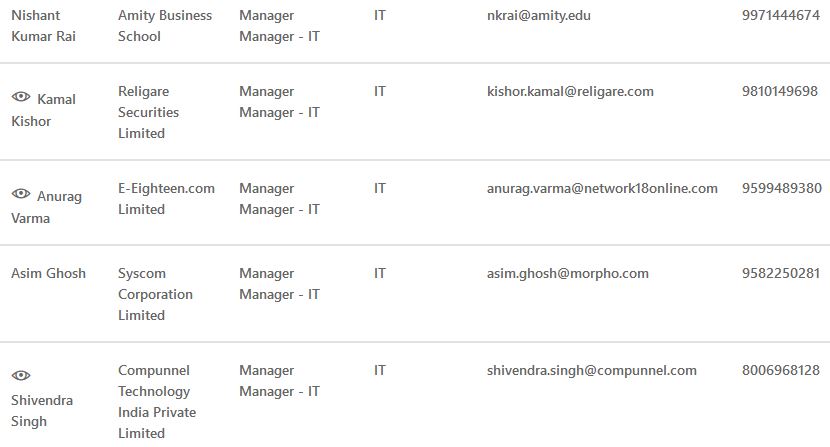 Nishant Amity Business Manager IT nkrai@amity.edu 9971444674
Kumar Rai School Manager - IT
Religare Manager IT kishor.kamal@religare.com 9810149698
Kamal Securities Manager - IT
Kishor Limited
E-Eighteen.com Manager IT anurag.varma@network18online.com 9599489380
Anurag Limited Manager - IT
Varma
Asim Ghosh Syscom Manager IT asim.ghosh@morpho.com 9582250281
Corporation Manager - IT
Limited
Compunnel Manager IT shivendra.singh@compunnel.com 8006968128
Technology Manager - IT
Shivendra India Private
Singh Limited